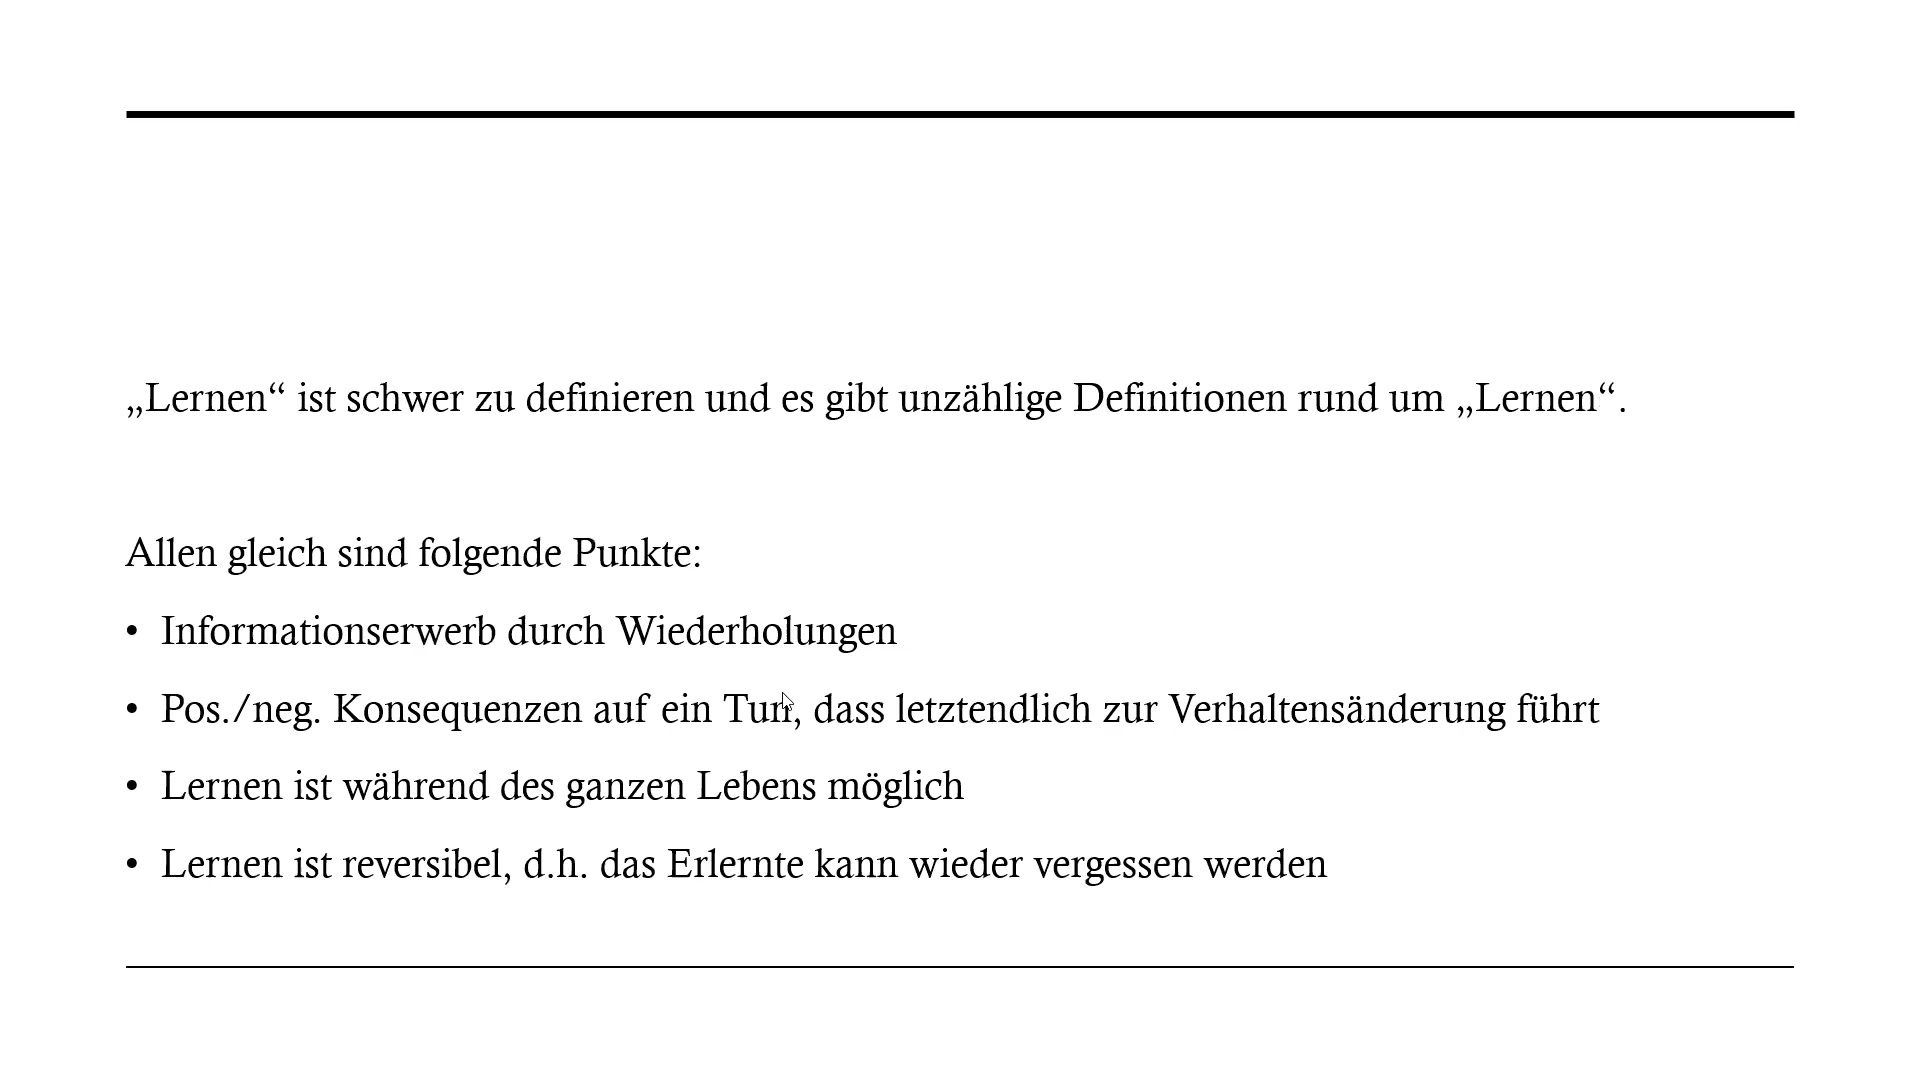 „Lernen“ ist schwer zu definieren und es gibt unzählige Definitionen rund um „Lernen“.
Allen gleich sind folgende Punkte:
• Informationserwerb durch Wiederholungen
• Pos./neg. Konsequenzen auf ein Tun, dass letztendlich zur Verhaltensänderung führt
• Lernen ist während des ganzen Lebens möglich
• Lernen ist reversibel, d.h. das Erlernte kann wieder vergessen werden